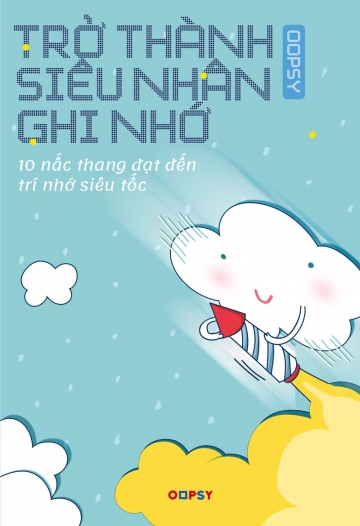 TRỞ THÀNH
SIÊU NHÂN
GHI NHỚ
OOPSY
10 nấc thang đạt đến
trí nhớ siêu tốc
OOPSY